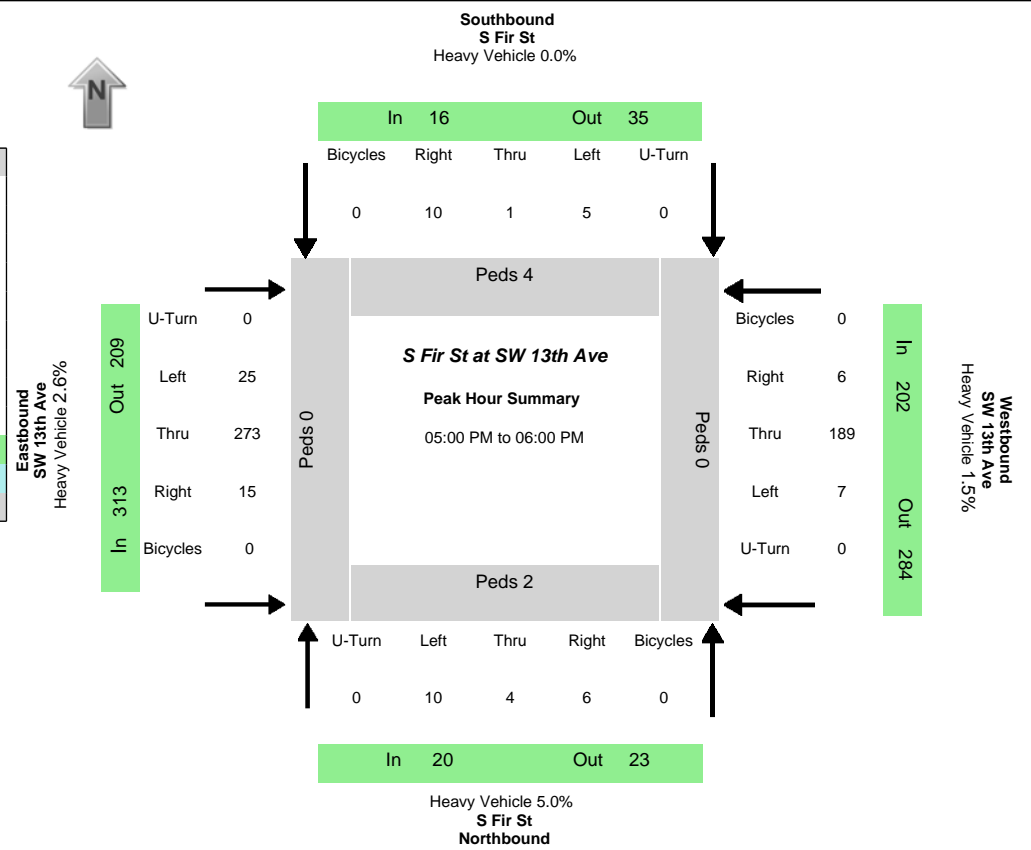 Southbound
S Fir St
Heavy Vehicle 0.0%
N
In 16 Out 35
Bicycles Right Thru Left U-Turn
0 10 1 5 0
Peds 4
Eastbound
SW 13th Ave
Heavy Vehicle 2.6%
Out 209
In 313
U-Turn 0
Left 25
Thru 273
Right 15
Bicycles 0
Peds 0
S Fir St at SW 13th Ave
Peak Hour Summary
05:00 PM to 06:00 PM
Peds 0
Bicycles 0
Right 6
Thru 189
Left 7
U-Turn 0
In 202
Out 284
Westbound
SW 13th Ave
Heavy Vehicle 1.5%
Peds 2
U-Turn Left Thru Right Bicycles
0 10 4 6 0
In 20 Out 23
Heavy Vehicle 5.0%
S Fir St
Northbound